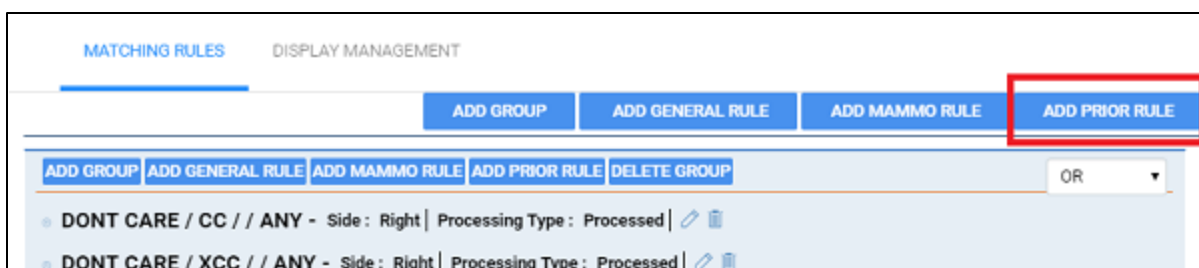 MATCHING RULES DISPLAY MANAGEMENT
ADD GROUP ADD GENERAL RULE ADD MAMMO RULE ADD PRIOR RULE
ADD GROUP ADD GENERAL RULE ADD MAMMO RULE ADD PRIOR RULE DELETE GROUP OR
DONT CARE / CC / / ANY - Side : Right | Processing Type : Processed |
DONT CARE / XCC / / ANY - Side : Right | Processing Type : Processed |